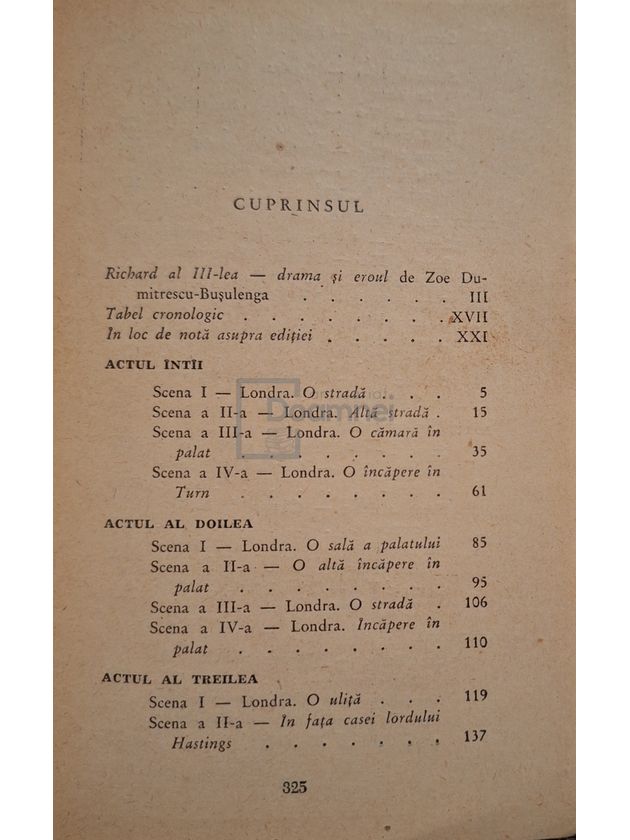 CUPRINSUL
Richard al III-lea — drama și eroul de Zoe Du-
mitrescu-Bușulenga . . . . . . III
Tabel cronologic . . . . . . . . XVII
In loc de notă asupra ediției . . . . . XXI
ACTUL ÎNTÎI
Scena I — Londra. O stradă . . . 5
Scena a II-a — Londra. Altă stradă . 15
Scena a III-a — Londra. O cămară în
palat . . . . . . . . 35
Scena a IV-a — Londra. O încăpere în
Turn . . . . . . . . 61
ACTUL AL DOILEA
Scena I — Londra. O sală a palatului 85
Scena a II-a — O altă încăpere în
palat . . . . . . . . 95
Scena a III-a — Londra. O stradă . 106
Scena a IV-a — Londra. Încăpere în
palat . . . . . . . . 110
ACTUL AL TREILEA
Scena I — Londra. O uliță . . . 119
Scena a II-a — În fața casei lordului
Hastings . . . . . . . 137
325